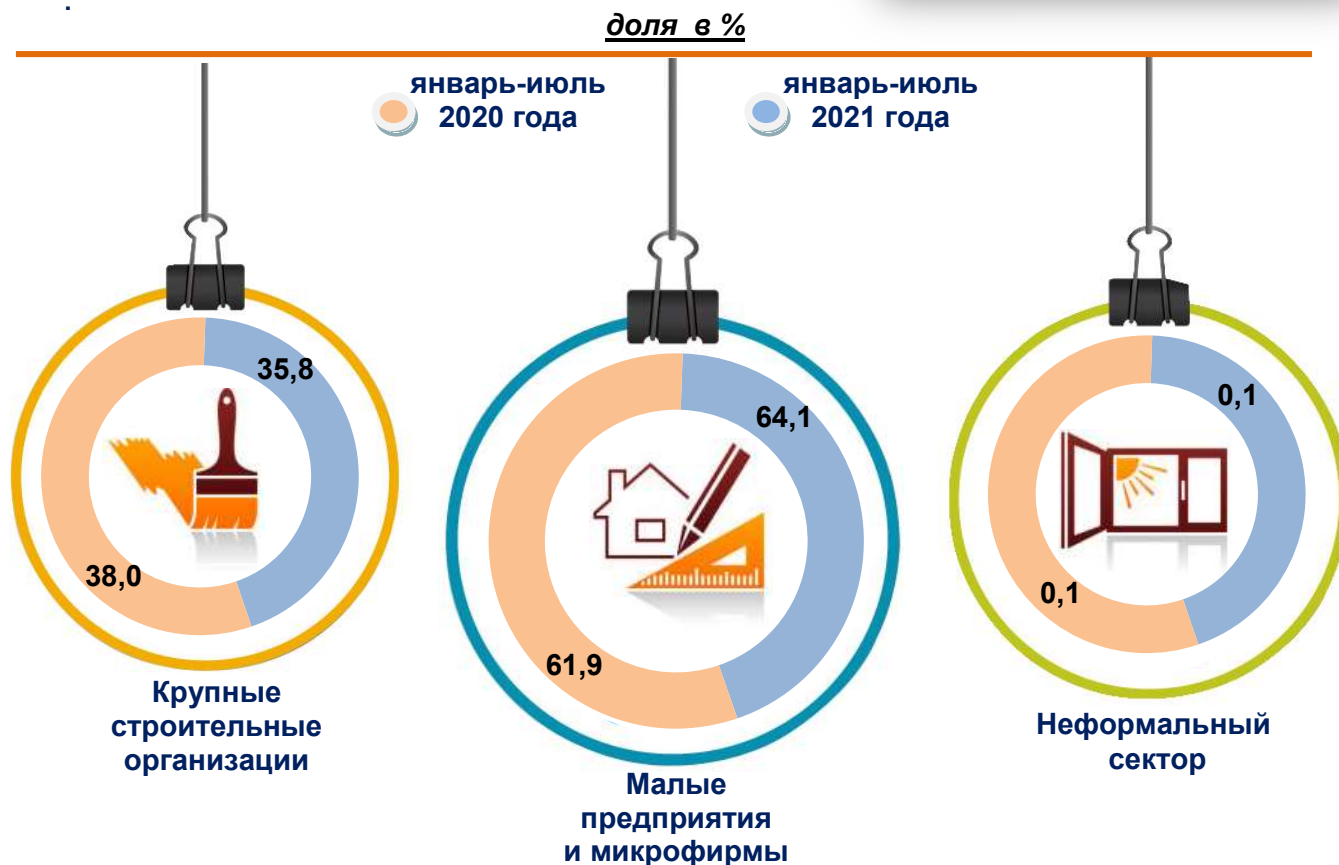 доля в %
январь-июль
2020 года
январь-июль
2021 года
35,8
38,0
Крупные
строительные
организации
64,1
61,9
Малые
предприятия
и микрофирмы
0,1
0,1
Неформальный
сектор